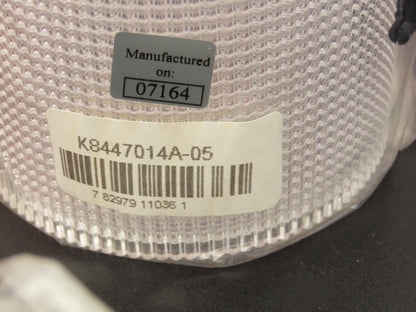 Manufactured
on:
07164
K8447014A-05
7 62979 11036 1